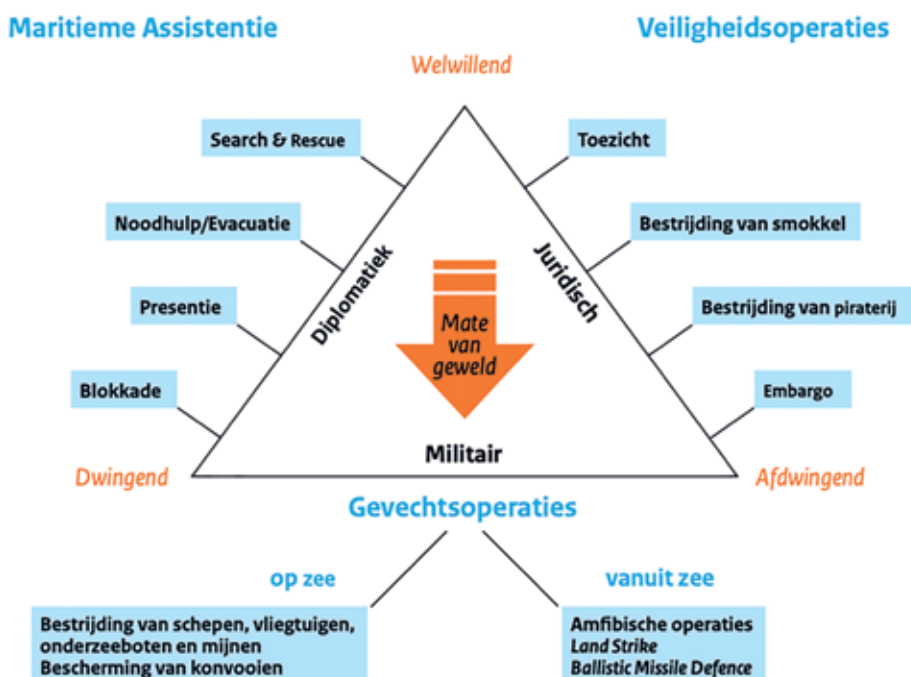 Maritieme Assistentie
Veiligheidsoperaties
Welwillend
Search & Rescue
Toezicht
Noodhulp/Evacuatie
Bestrijding van smokkel
Diplomatiek
Juridisch
Presentie
Bestrijding van piraterij
Mate
van
geweld
Blokkade
Embargo
Militair
Dwingend
Afdwingend
Gevechtsoperaties
op zee
vanuit zee
Bestrijding van schepen, vliegtuigen,
onderzeeboten en mijnen
Bescherming van konvooien
Amfibische operaties
Land Strike
Ballistic Missile Defence